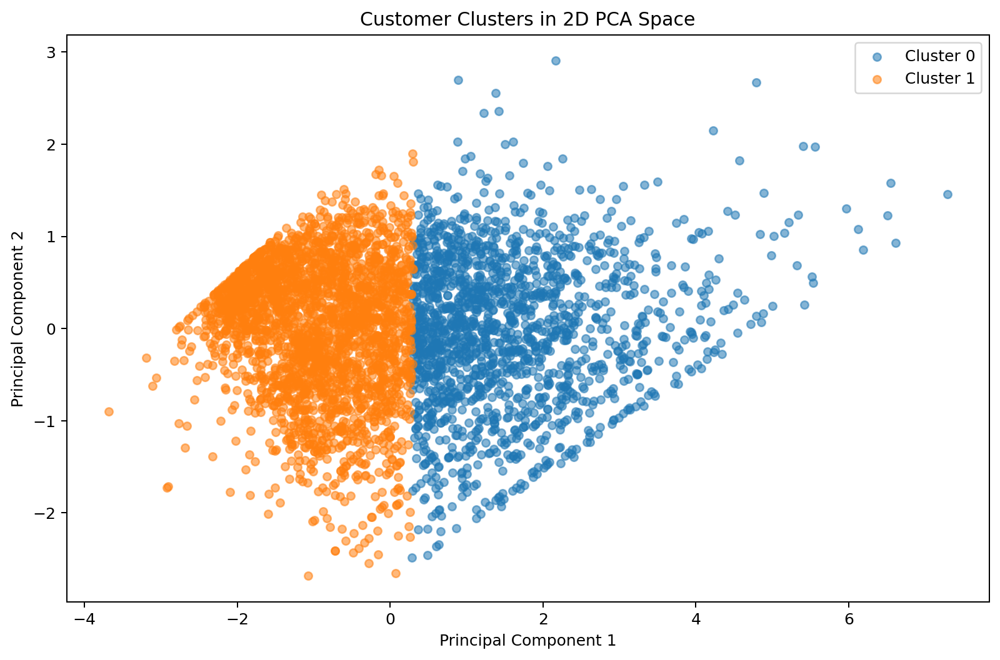 Customer Clusters in 2D PCA Space
Cluster 0
Cluster 1
3
2
1
0
−1
−2
Principal Component 2
−4
−2
0
2
4
6
Principal Component 1